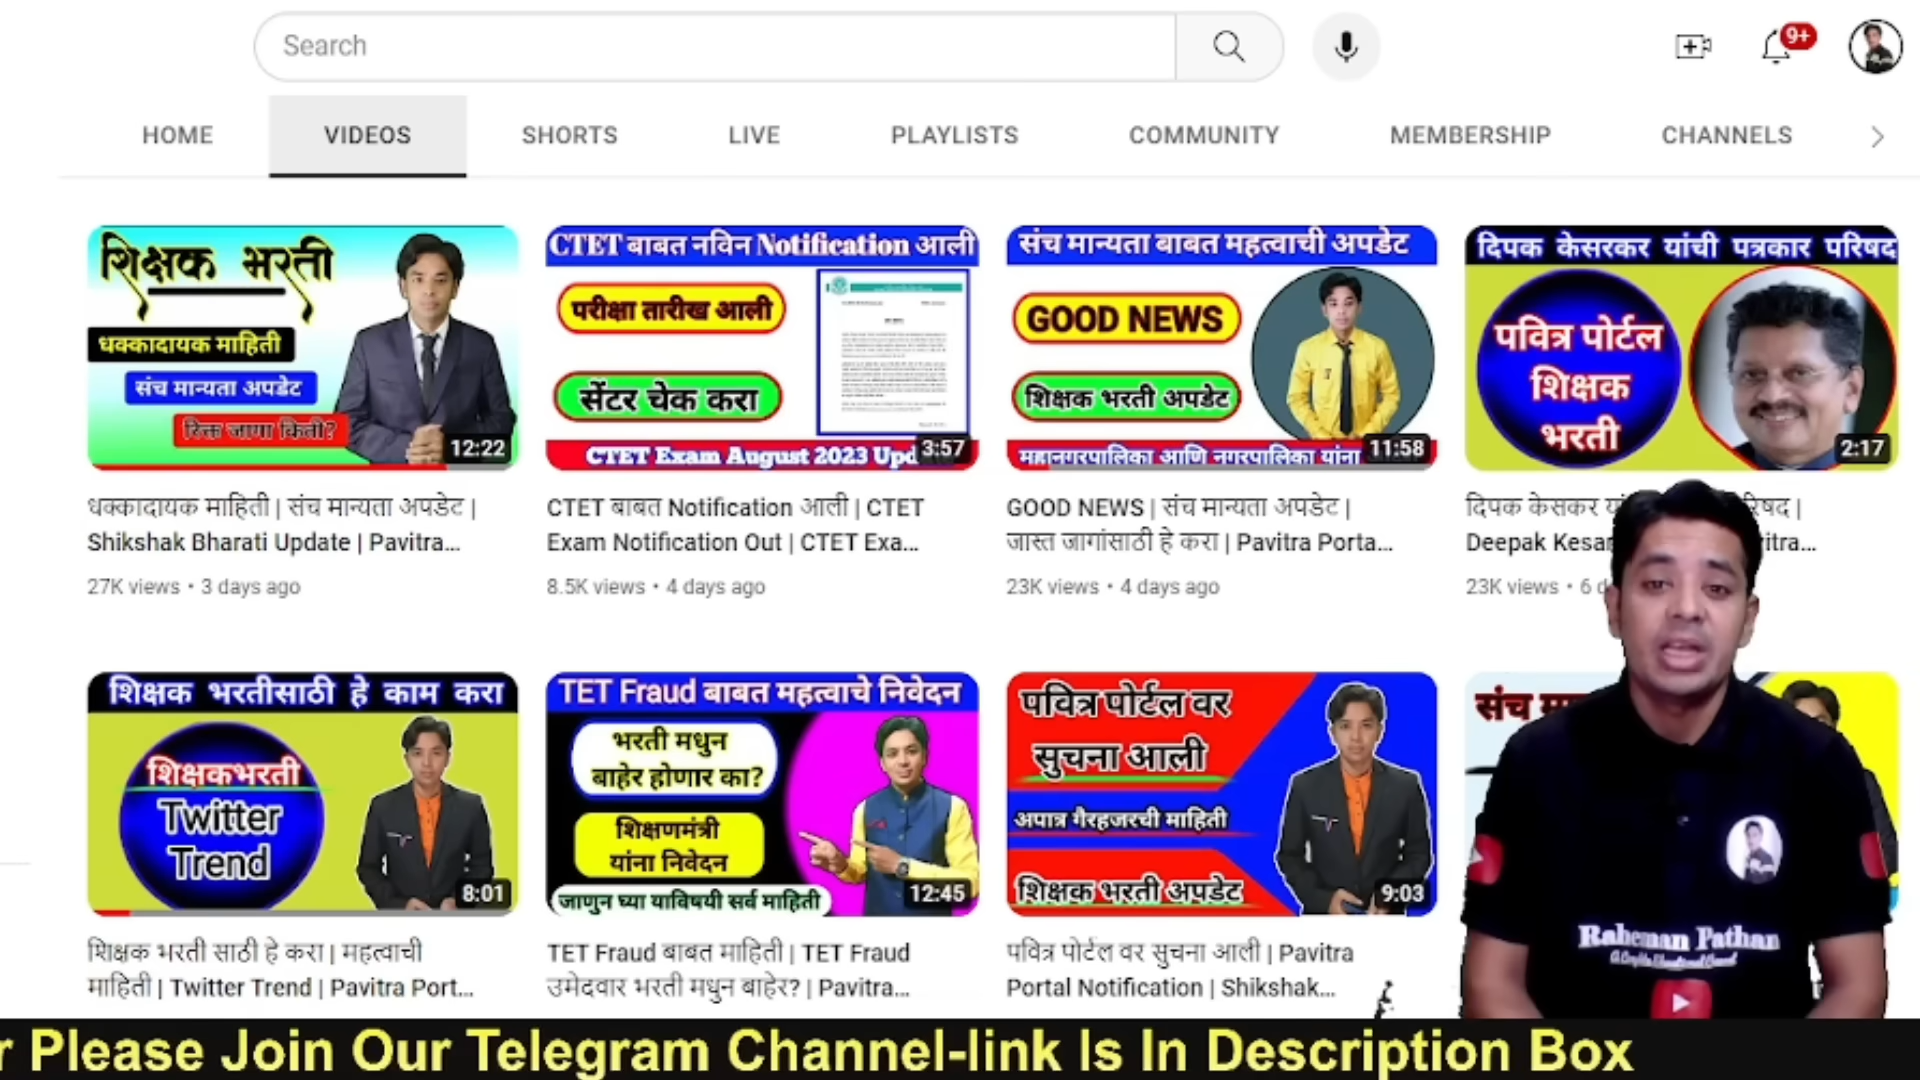 Search
9+
HOME
VIDEOS
SHORTS
LIVE
PLAYLISTS
COMMUNITY
MEMBERSHIP
CHANNELS
शिक्षक भरती
धक्कादायक माहिती
संच मान्यता अपडेट
रिक्त जागा किती?
12:22
CTET बाबत नविन Notification आली
परीक्षा तारीख आली
सेंटर चेक करा
CTET Exam August 2023
3:57
संच मान्यता बाबत महत्वाची अपडेट
GOOD NEWS
शिक्षक भरती अपडेट
महानगरपालिका आणि नगरपालिका यांना
11:58
दिपक केसरकर यांची पत्रकार परिषद
पवित्र पोर्टल
शिक्षक
भरती
2:17
धक्कादायक माहिती | संच मान्यता अपडेट |
Shikshak Bharati Update | Pavitra...
27K views • 3 days ago
CTET बाबत Notification आली | CTET
Exam Notification Out | CTET Exa...
8.5K views • 4 days ago
GOOD NEWS | संच मान्यता अपडेट |
जास्त जागांसाठी हे करा | Pavitra Porta...
23K views • 4 days ago
दिपक केसकर
Deepak
23K views • 6
शिक्षक भरतीसाठी हे काम करा
शिक्षकभरती
Twitter
Trend
8:01
TET Fraud बाबत महत्वाचे निवेदन
भरती मधुन
बाहेर होणार का?
शिक्षणमंत्री
यांना निवेदन
जाणुन घ्या याविषयी सर्व माहिती
12:45
पवित्र पोर्टल वर
सुचना आली
अपात्र गैरहजरची माहिती
शिक्षक भरती अपडेट
9:03
संच
शिक्षक भरती साठी हे करा | महत्वाची
माहिती | Twitter Trend | Pavitra Port...
TET Fraud बाबत माहिती | TET Fraud
उमेदवार भरती मधुन बाहेर? | Pavitra...
पवित्र पोर्टल वर सुचना आली | Pavitra
Portal Notification | Shikshak...
Raheman Pathan
r Please Join Our Telegram Channel-link Is In Description Box